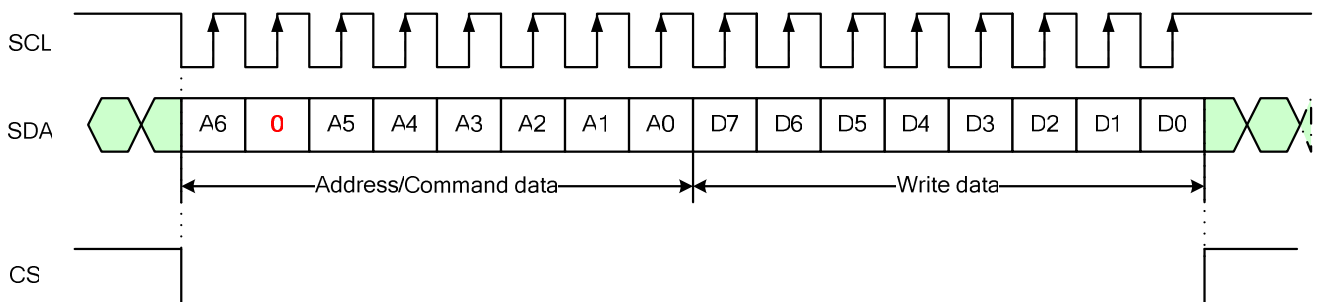 SCL
SDA A6 0 A5 A4 A3 A2 A1 A0 D7 D6 D5 D4 D3 D2 D1 D0
Address/Command data Write data
CS